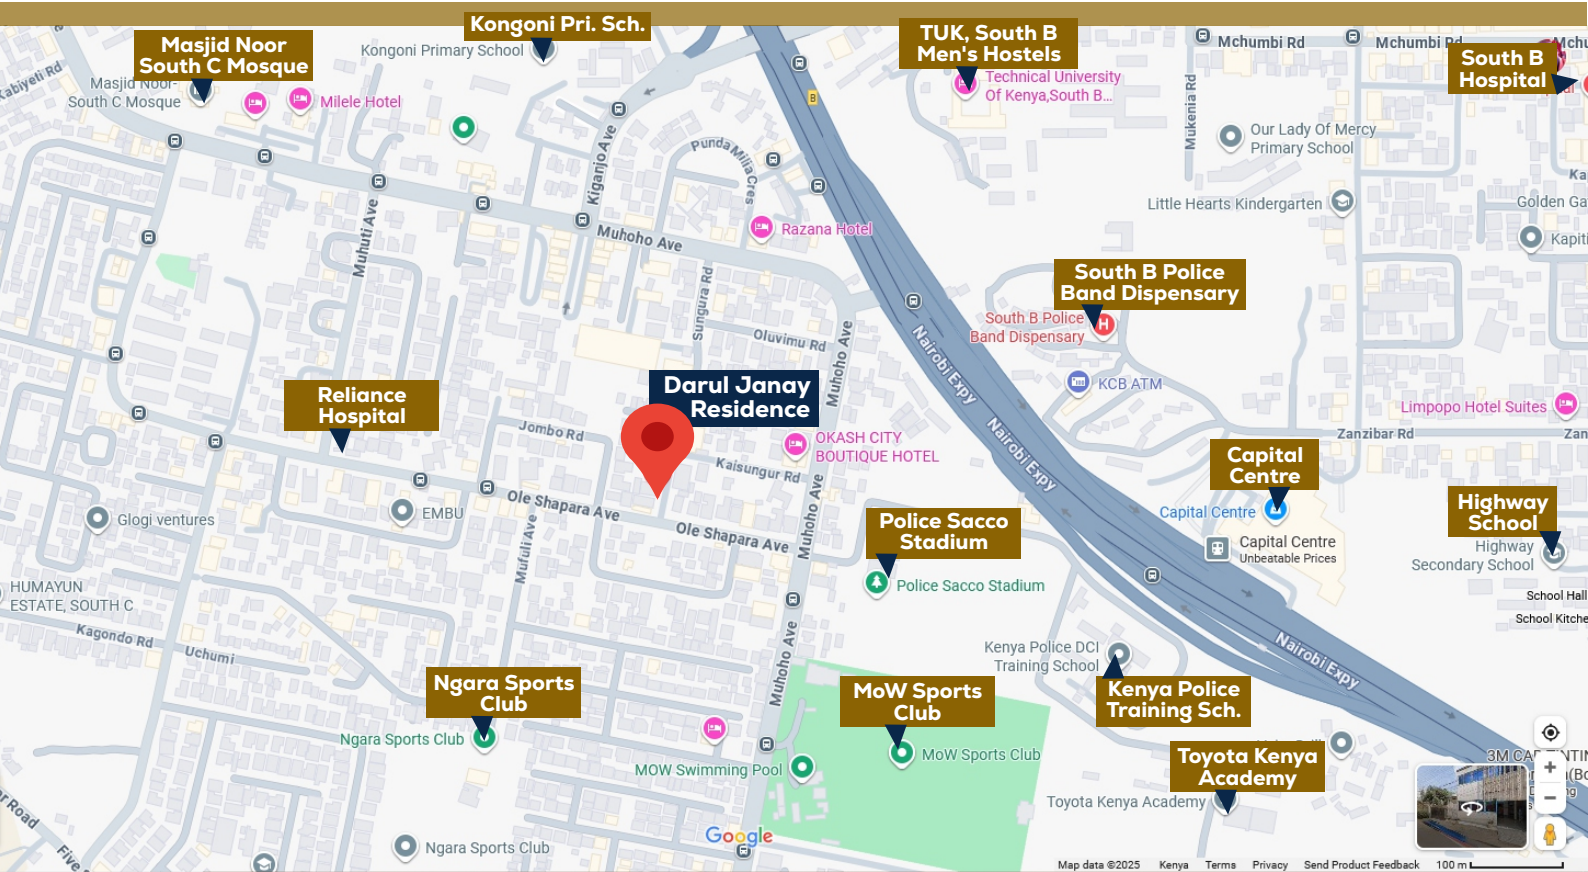 Kongoni Pri. Sch.
Masjid Noor
South C Mosque
TUK, South B
Men's Hostels
South B
Hospital
Mchumbi Rd
Mchumbi Rd
Kongoni Primary School
Kabiyeti Rd
Masjid Noor-
South C Mosque
Milele Hotel
Technical University
Of Kenya,South B...
B
Mukenia Rd
Our Lady Of Mercy
Primary School
Kiganjo Ave
Punda Milia Cres
Little Hearts Kindergarten
Golden Ga
Muhuti Ave
Muhoho Ave
Razana Hotel
Kapiti
South B Police
Band Dispensary
Sungura Rd
Oluvimu Rd
Muhoho Ave
South B Police
Band Dispensary
H
Nairobi Expy
KCB ATM
Reliance
Hospital
Darul Janay
Residence
Limpopo Hotel Suites
Jombo Rd
OKASH CITY
BOUTIQUE HOTEL
Kaisungur Rd
Nairobi Expy
Zanzibar Rd
Zan
Capital
Centre
Highway
School
Ole Shapara Ave
Ole Shapara Ave
Muhoho Ave
Glogi ventures
EMBU
Police Sacco
Stadium
Capital Centre
Capital Centre
Unbeatable Prices
Highway
Secondary School
Mufuli Ave
Police Sacco Stadium
HUMAYUN
ESTATE, SOUTH C
School Hall
School Kitche
Kagondo Rd
Uchumi
Muhoho Ave
Kenya Police DCI
Training School
Nairobi Expy
Ngara Sports
Club
MoW Sports
Club
Kenya Police
Training Sch.
Ngara Sports Club
MoW Sports Club
MOW Swimming Pool
Toyota Kenya
Academy
Toyota Kenya Academy
Ngara Sports Club
Five
Google
Map data ©2025 Kenya Terms Privacy Send Product Feedback 100 m